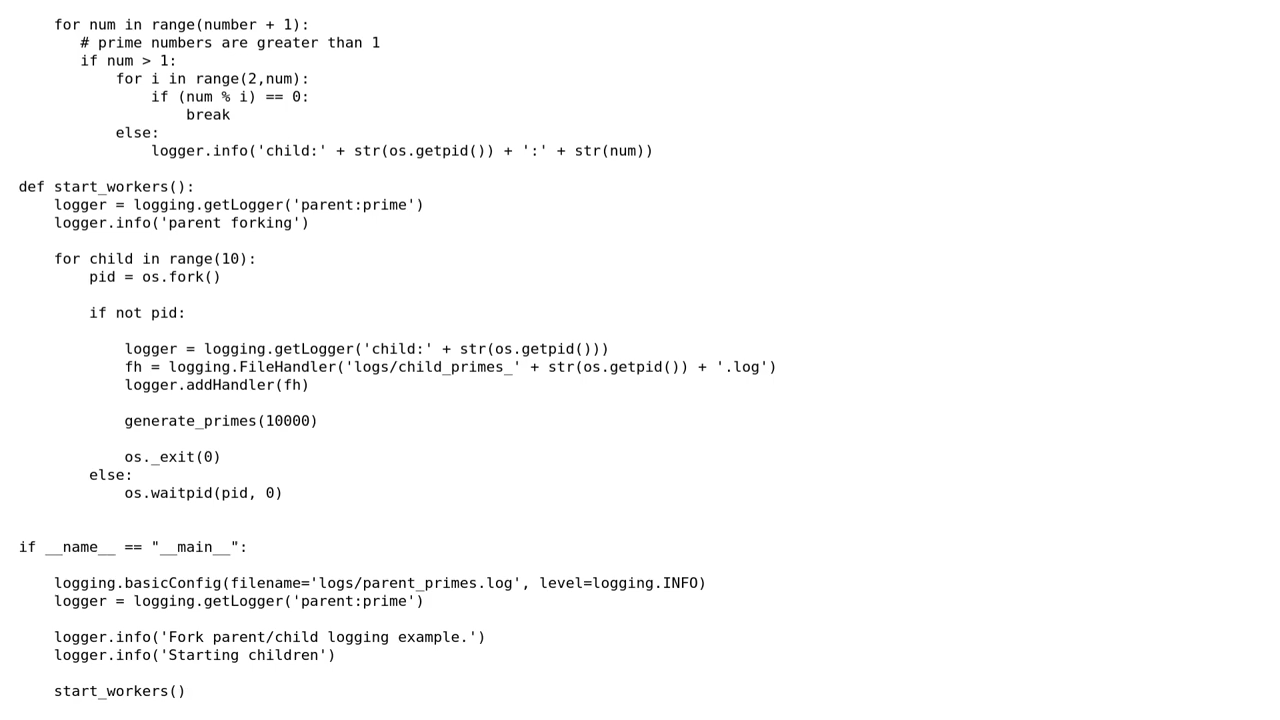 for num in range(number + 1):
       # prime numbers are greater than 1
       if num > 1:
           for i in range(2,num):
               if (num % i) == 0:
                   break
           else:
               logger.info('child:' + str(os.getpid()) + ':' + str(num))

def start_workers():
    logger = logging.getLogger('parent:prime')
    logger.info('parent forking')

    for child in range(10):
        pid = os.fork()

        if not pid:

            logger = logging.getLogger('child:' + str(os.getpid()))
            fh = logging.FileHandler('logs/child_primes_' + str(os.getpid()) + '.log')
            logger.addHandler(fh)

            generate_primes(10000)

            os._exit(0)
        else:
            os.waitpid(pid, 0)


if __name__ == "__main__":

    logging.basicConfig(filename='logs/parent_primes.log', level=logging.INFO)
    logger = logging.getLogger('parent:prime')

    logger.info('Fork parent/child logging example.')
    logger.info('Starting children')

    start_workers()